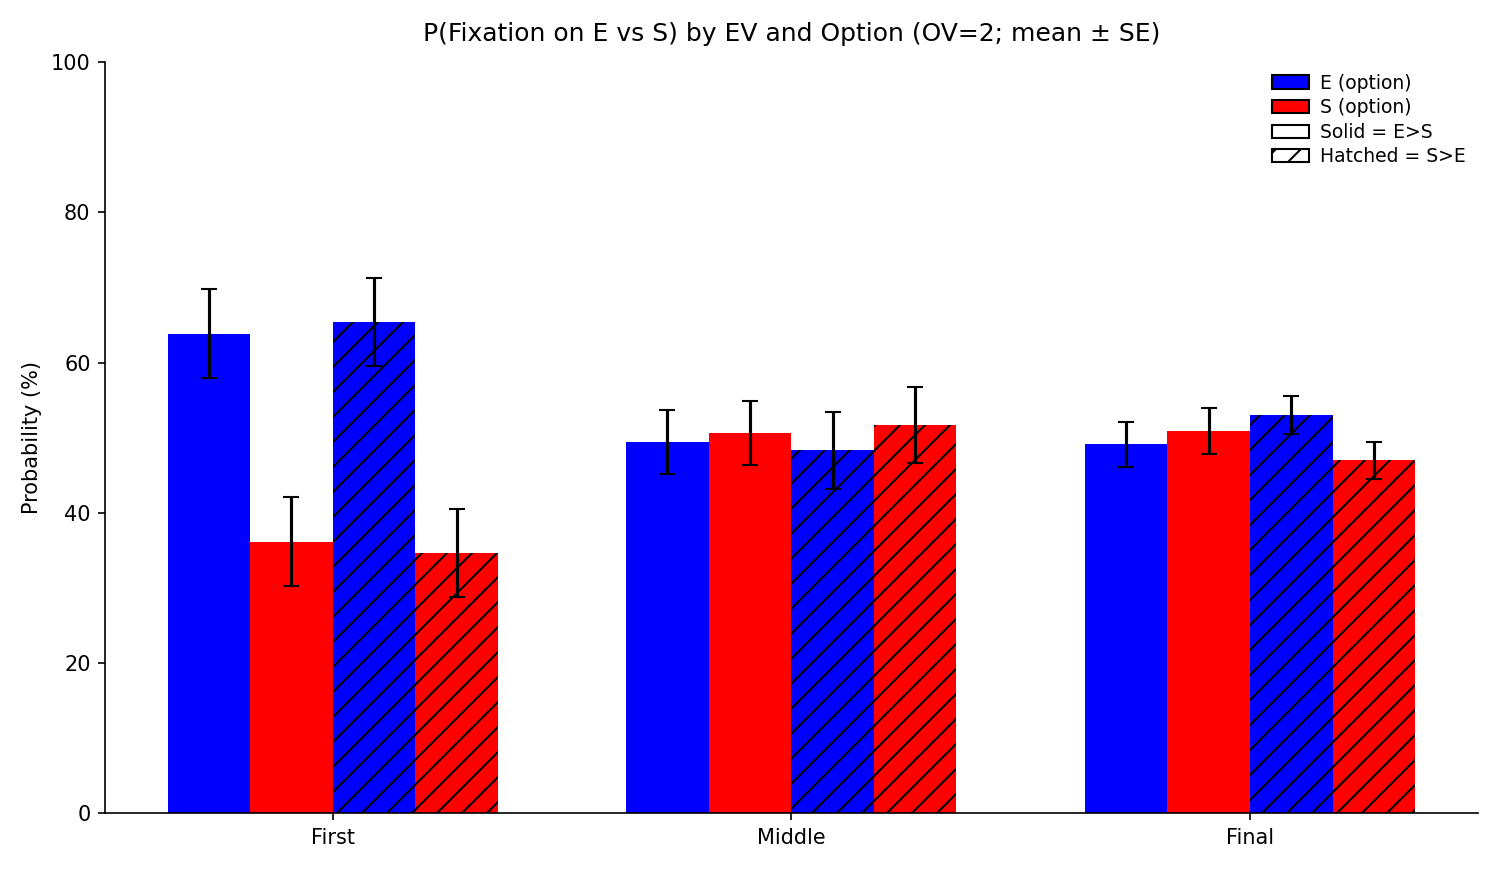 P(Fixation on E vs S) by EV and Option (OV=2; mean ± SE)
100
80
60
40
20
0
Probability (%)
E (option)
S (option)
Solid = E>S
Hatched = S>E
First
Middle
Final